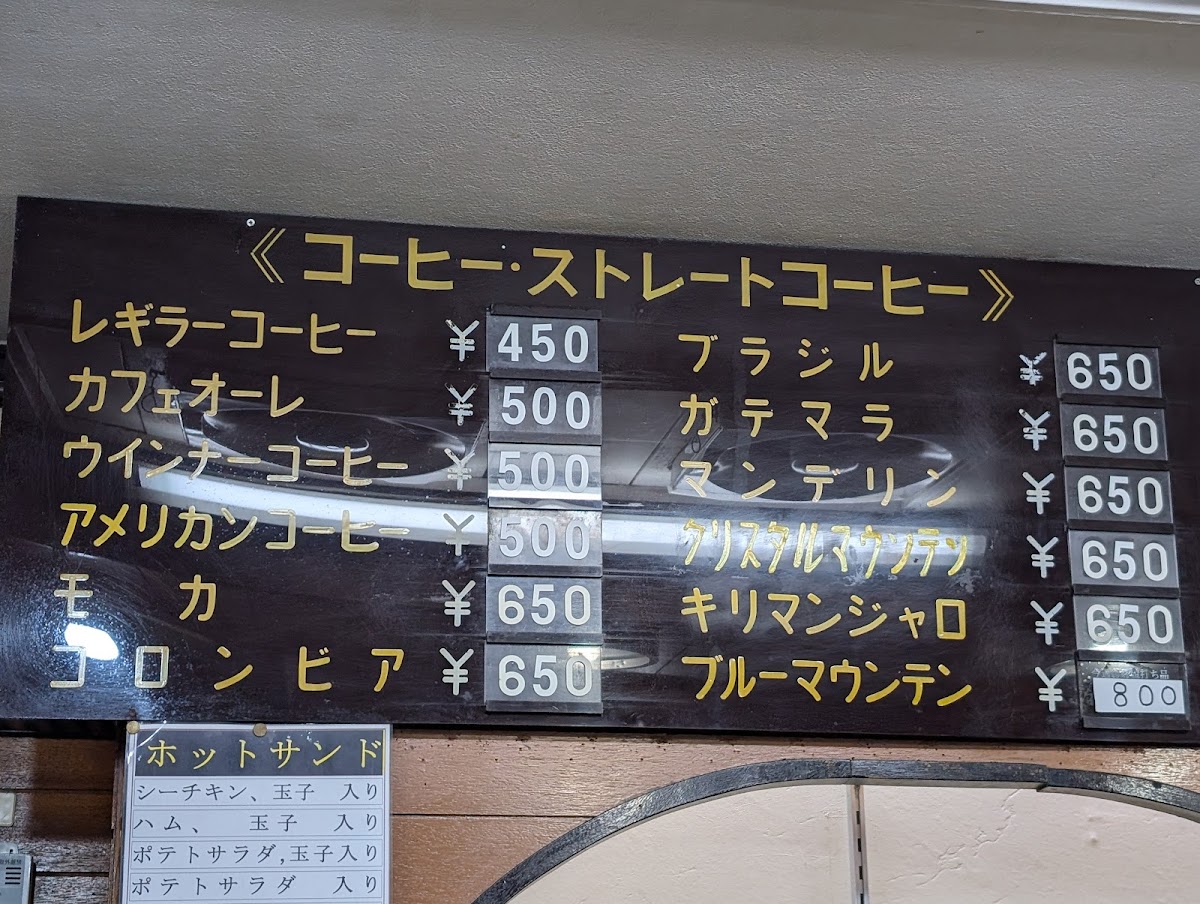 《コーヒー・ストレートコーヒー》
レギラーコーヒー ¥450
カフェオーレ ¥500
ウインナーコーヒー ¥500
アメリカンコーヒー ¥500
モカ ¥650
コロンビア ¥650
ブラジル ¥650
ガテマラ ¥650
マンデリン ¥650
クリスタルマウンテン ¥650
キリマンジャロ ¥650
ブルーマウンテン ¥800
ホットサンド
シーチキン、玉子 入り
ハム、 玉子 入り
ポテトサラダ,玉子入り
ポテトサラダ 入り